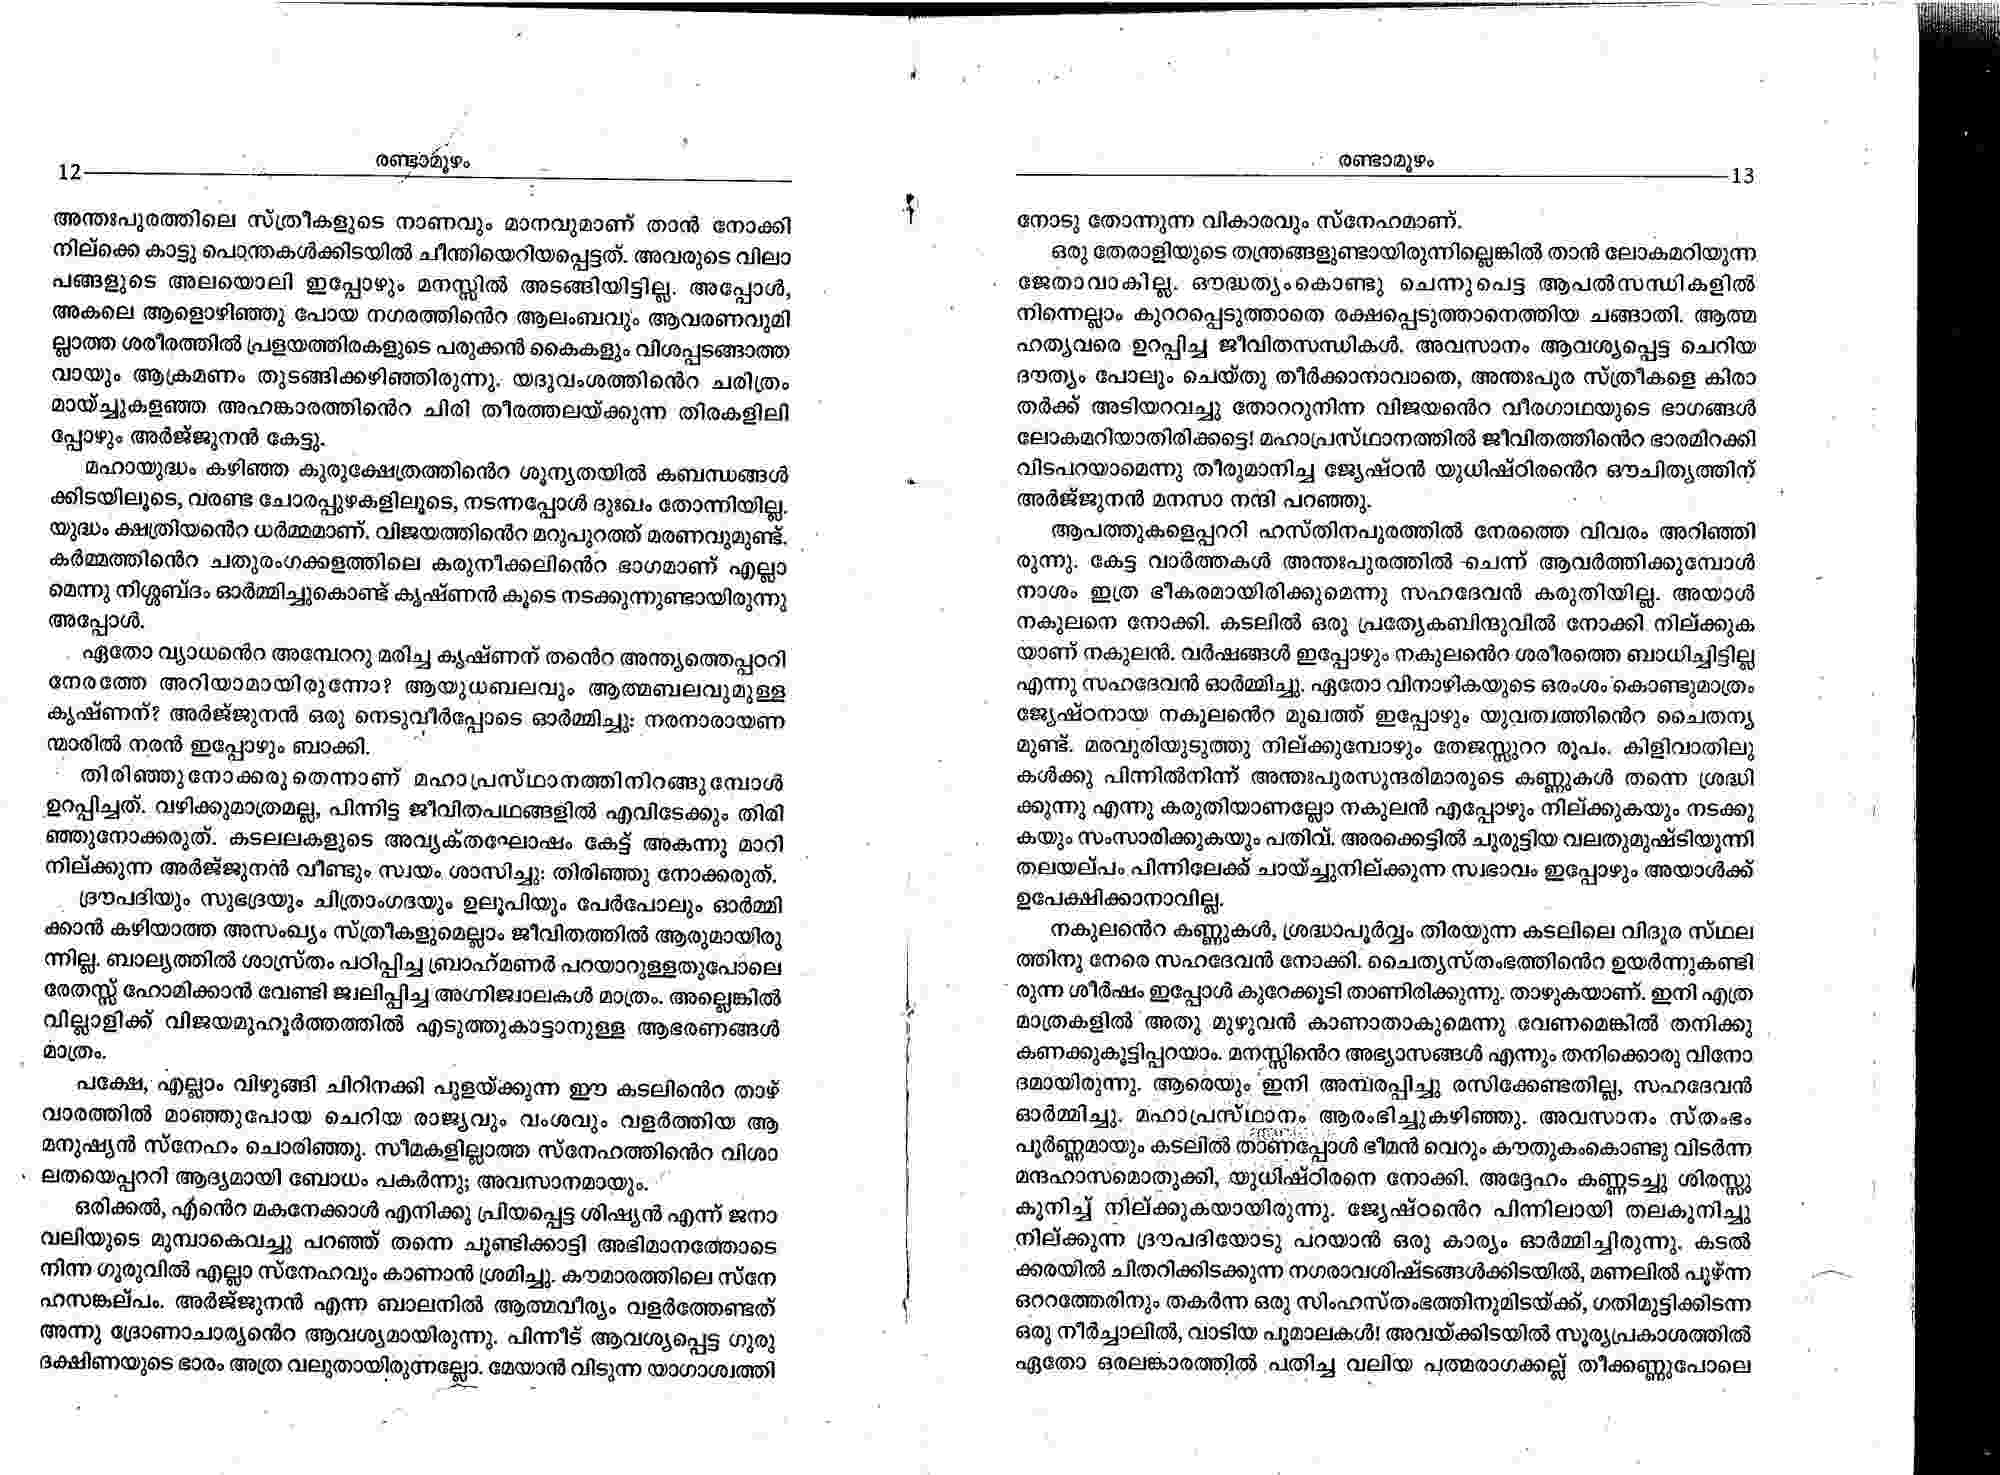 12
രണ്ടാമൂഴം
അന്തഃപുരത്തിലെ സ്ത്രീകളുടെ നാണവും മാനവുമാണ് താൻ നോക്കി
നില്ക്കെ കാട്ടു പൊന്തകൾക്കിടയിൽ ചീന്തിയെറിയപ്പെട്ടത്. അവരുടെ വിലാ
പങ്ങളുടെ അലയൊലി ഇപ്പോഴും മനസ്സിൽ അടങ്ങിയിട്ടില്ല. അപ്പോൾ,
അകലെ ആളൊഴിഞ്ഞു പോയ നഗരത്തിൻെറ ആലംബവും ആവരണവുമി
ല്ലാത്ത ശരീരത്തിൽ പ്രളയത്തിരകളുടെ പരുക്കൻ കൈകളും വിശപ്പടങ്ങാത്ത
വായും ആക്രമണം തുടങ്ങിക്കഴിഞ്ഞിരുന്നു. യദുവംശത്തിൻെറ ചരിത്രം
മായ്ച്ചുകളഞ്ഞ അഹങ്കാരത്തിൻെറ ചിരി തീരത്തലയ്ക്കുന്ന തിരകളിലി
പ്പോഴും അർജ്ജുനൻ കേട്ടു.
മഹായുദ്ധം കഴിഞ്ഞ കുരുക്ഷേത്രത്തിൻെറ ശൂന്യതയിൽ കബന്ധങ്ങൾ
ക്കിടയിലൂടെ, വരണ്ട ചോരപ്പുഴകളിലൂടെ, നടന്നപ്പോൾ ദുഃഖം തോന്നിയില്ല.
യുദ്ധം ക്ഷത്രിയൻെറ ധർമ്മമാണ്. വിജയത്തിൻെറ മറുപുറത്ത് മരണവുമുണ്ട്.
കർമ്മത്തിൻെറ ചതുരംഗക്കളത്തിലെ കരുനീക്കലിൻെറ ഭാഗമാണ് എല്ലാ
മെന്നു നിശ്ശബ്ദം ഓർമ്മിച്ചുകൊണ്ട് കൃഷ്ണൻ കൂടെ നടക്കുന്നുണ്ടായിരുന്നു
അപ്പോൾ.
ഏതോ വ്യാധൻെറ അമ്പേററു മരിച്ച കൃഷ്ണന് തൻെറ അന്ത്യത്തെപ്പററി
നേരത്തേ അറിയാമായിരുന്നോ? ആയുധബലവും ആത്മബലവുമുള്ള
കൃഷ്ണന്? അർജ്ജുനൻ ഒരു നെടുവീർപ്പോടെ ഓർമ്മിച്ചു: നരനാരായണ
ന്മാരിൽ നരൻ ഇപ്പോഴും ബാക്കി.
തിരിഞ്ഞുനോക്കരുതെന്നാണ് മഹാപ്രസ്ഥാനത്തിനിറങ്ങുമ്പോൾ
ഉറപ്പിച്ചത്. വഴിക്കുമാത്രമല്ല, പിന്നിട്ട ജീവിതപഥങ്ങളിൽ എവിടേക്കും തിരി
ഞ്ഞുനോക്കരുത്. കടലലകളുടെ അവ്യക്തഘോഷം കേട്ട് അകന്നു മാറി
നില്ക്കുന്ന അർജ്ജുനൻ വീണ്ടും സ്വയം ശാസിച്ചു: തിരിഞ്ഞു നോക്കരുത്.
ദ്രൗപദിയും സുഭദ്രയും ചിത്രാംഗദയും ഉലൂപിയും പേർപോലും ഓർമ്മി
ക്കാൻ കഴിയാത്ത അസംഖ്യം സ്ത്രീകളുമെല്ലാം ജീവിതത്തിൽ ആരുമായിരു
ന്നില്ല. ബാല്യത്തിൽ ശാസ്ത്രം പഠിപ്പിച്ച ബ്രാഹ്മണർ പറയാറുള്ളതുപോലെ
രേതസ്സ് ഹോമിക്കാൻ വേണ്ടി ജ്വലിപ്പിച്ച അഗ്നിജ്വാലകൾ മാത്രം. അല്ലെങ്കിൽ
വില്ലാളിക്ക് വിജയമുഹൂർത്തത്തിൽ എടുത്തുകാട്ടാനുള്ള ആഭരണങ്ങൾ
മാത്രം.
പക്ഷേ, എല്ലാം വിഴുങ്ങി ചിറിനക്കി പുളയ്ക്കുന്ന ഈ കടലിൻെറ താഴ്
വാരത്തിൽ മാഞ്ഞുപോയ ചെറിയ രാജ്യവും വംശവും വളർത്തിയ ആ
മനുഷ്യൻ സ്നേഹം ചൊരിഞ്ഞു. സീമകളില്ലാത്ത സ്നേഹത്തിൻെറ വിശാ
ലതയെപ്പററി ആദ്യമായി ബോധം പകർന്നു; അവസാനമായും.
ഒരിക്കൽ, എൻെറ മകനേക്കാൾ എനിക്കു പ്രിയപ്പെട്ട ശിഷ്യൻ എന്ന് ജനാ
വലിയുടെ മുമ്പാകെവച്ചു പറഞ്ഞ് തന്നെ ചൂണ്ടിക്കാട്ടി അഭിമാനത്തോടെ
നിന്ന ഗുരുവിൽ എല്ലാ സ്നേഹവും കാണാൻ ശ്രമിച്ചു. കൗമാരത്തിലെ സ്നേ
ഹസങ്കല്പം. അർജ്ജുനൻ എന്ന ബാലനിൽ ആത്മവീര്യം വളർത്തേണ്ടത്
അന്നു ദ്രോണാചാര്യൻെറ ആവശ്യമായിരുന്നു. പിന്നീട് ആവശ്യപ്പെട്ട ഗുരു
ദക്ഷിണയുടെ ഭാരം അത്ര വലുതായിരുന്നല്ലോ. മേയാൻ വിടുന്ന യാഗാശ്വത്തി
രണ്ടാമൂഴം
13
നോടു തോന്നുന്ന വികാരവും സ്നേഹമാണ്.
ഒരു തേരാളിയുടെ തന്ത്രങ്ങളുണ്ടായിരുന്നില്ലെങ്കിൽ താൻ ലോകമറിയുന്ന
ജേതാവാകില്ല. ഔദ്ധത്യംകൊണ്ടു ചെന്നുപെട്ട ആപൽസന്ധികളിൽ
നിന്നെല്ലാം കുററപ്പെടുത്താതെ രക്ഷപ്പെടുത്താനെത്തിയ ചങ്ങാതി. ആത്മ
ഹത്യവരെ ഉറപ്പിച്ച ജീവിതസന്ധികൾ. അവസാനം ആവശ്യപ്പെട്ട ചെറിയ
ദൗത്യം പോലും ചെയ്തു തീർക്കാനാവാതെ, അന്തഃപുര സ്ത്രീകളെ കിരാ
തർക്ക് അടിയറവച്ചു തോററുനിന്ന വിജയൻെറ വീരഗാഥയുടെ ഭാഗങ്ങൾ
ലോകമറിയാതിരിക്കട്ടെ! മഹാപ്രസ്ഥാനത്തിൽ ജീവിതത്തിൻെറ ഭാരമിറക്കി
വിടപറയാമെന്നു തീരുമാനിച്ച ജ്യേഷ്ഠൻ യുധിഷ്ഠിരൻെറ ഔചിത്യത്തിന്
അർജ്ജുനൻ മനസാ നന്ദി പറഞ്ഞു.
ആപത്തുകളെപ്പററി ഹസ്തിനപുരത്തിൽ നേരത്തെ വിവരം അറിഞ്ഞി
രുന്നു. കേട്ട വാർത്തകൾ അന്തഃപുരത്തിൽ ചെന്ന് ആവർത്തിക്കുമ്പോൾ
നാശം ഇത്ര ഭീകരമായിരിക്കുമെന്നു സഹദേവൻ കരുതിയില്ല. അയാൾ
നകുലനെ നോക്കി. കടലിൽ ഒരു പ്രത്യേകബിന്ദുവിൽ നോക്കി നില്ക്കുക
യാണ് നകുലൻ. വർഷങ്ങൾ ഇപ്പോഴും നകുലൻെറ ശരീരത്തെ ബാധിച്ചിട്ടില്ല
എന്നു സഹദേവൻ ഓർമ്മിച്ചു. ഏതോ വിനാഴികയുടെ ഒരംശം കൊണ്ടുമാത്രം
ജ്യേഷ്ഠനായ നകുലൻെറ മുഖത്ത് ഇപ്പോഴും യുവത്വത്തിൻെറ ചൈതന്യ
മുണ്ട്. മരവുരിയുടുത്തു നില്ക്കുമ്പോഴും തേജസ്സുററ രൂപം. കിളിവാതിലു
കൾക്കു പിന്നിൽനിന്ന് അന്തഃപുരസുന്ദരിമാരുടെ കണ്ണുകൾ തന്നെ ശ്രദ്ധി
ക്കുന്നു എന്നു കരുതിയാണല്ലോ നകുലൻ എപ്പോഴും നില്ക്കുകയും നടക്കു
കയും സംസാരിക്കുകയും പതിവ്. അരക്കെട്ടിൽ ചുരുട്ടിയ വലതുമുഷ്ടിയൂന്നി
തലയല്പം പിന്നിലേക്ക് ചായ്ച്ചുനില്ക്കുന്ന സ്വഭാവം ഇപ്പോഴും അയാൾക്ക്
ഉപേക്ഷിക്കാനാവില്ല.
നകുലൻെറ കണ്ണുകൾ, ശ്രദ്ധാപൂർവ്വം തിരയുന്ന കടലിലെ വിദൂര സ്ഥല
ത്തിനു നേരെ സഹദേവൻ നോക്കി. ചൈത്യസ്തംഭത്തിൻെറ ഉയർന്നുകണ്ടി
രുന്ന ശീർഷം ഇപ്പോൾ കുറേക്കൂടി താണിരിക്കുന്നു. താഴുകയാണ്. ഇനി എത്ര
മാത്രകളിൽ അതു മുഴുവൻ കാണാതാകുമെന്നു വേണമെങ്കിൽ തനിക്കു
കണക്കുകൂട്ടിപ്പറയാം. മനസ്സിൻെറ അഭ്യാസങ്ങൾ എന്നും തനിക്കൊരു വിനോ
ദമായിരുന്നു. ആരെയും ഇനി അമ്പരപ്പിച്ചു രസിക്കേണ്ടതില്ല, സഹദേവൻ
ഓർമ്മിച്ചു. മഹാപ്രസ്ഥാനം ആരംഭിച്ചുകഴിഞ്ഞു. അവസാനം സ്തംഭം
പൂർണ്ണമായും കടലിൽ താണപ്പോൾ ഭീമൻ വെറും കൗതുകംകൊണ്ടു വിടർന്ന
മന്ദഹാസമൊതുക്കി, യുധിഷ്ഠിരനെ നോക്കി. അദ്ദേഹം കണ്ണടച്ചു ശിരസ്സു
കുനിച്ച് നില്ക്കുകയായിരുന്നു. ജ്യേഷ്ഠൻെറ പിന്നിലായി തലകുനിച്ചു
നില്ക്കുന്ന ദ്രൗപദിയോടു പറയാൻ ഒരു കാര്യം ഓർമ്മിച്ചിരുന്നു. കടൽ
ക്കരയിൽ ചിതറിക്കിടക്കുന്ന നഗരാവശിഷ്ടങ്ങൾക്കിടയിൽ, മണലിൽ പൂഴ്ന്ന
ഒററത്തേരിനും തകർന്ന ഒരു സിംഹസ്തംഭത്തിനുമിടയ്ക്ക്, ഗതിമുട്ടിക്കിടന്ന
ഒരു നീർച്ചാലിൽ, വാടിയ പൂമാലകൾ! അവയ്ക്കിടയിൽ സൂര്യപ്രകാശത്തിൽ
ഏതോ ഒരലങ്കാരത്തിൽ പതിച്ച വലിയ പത്മരാഗക്കല്ല് തീക്കണ്ണുപോലെ